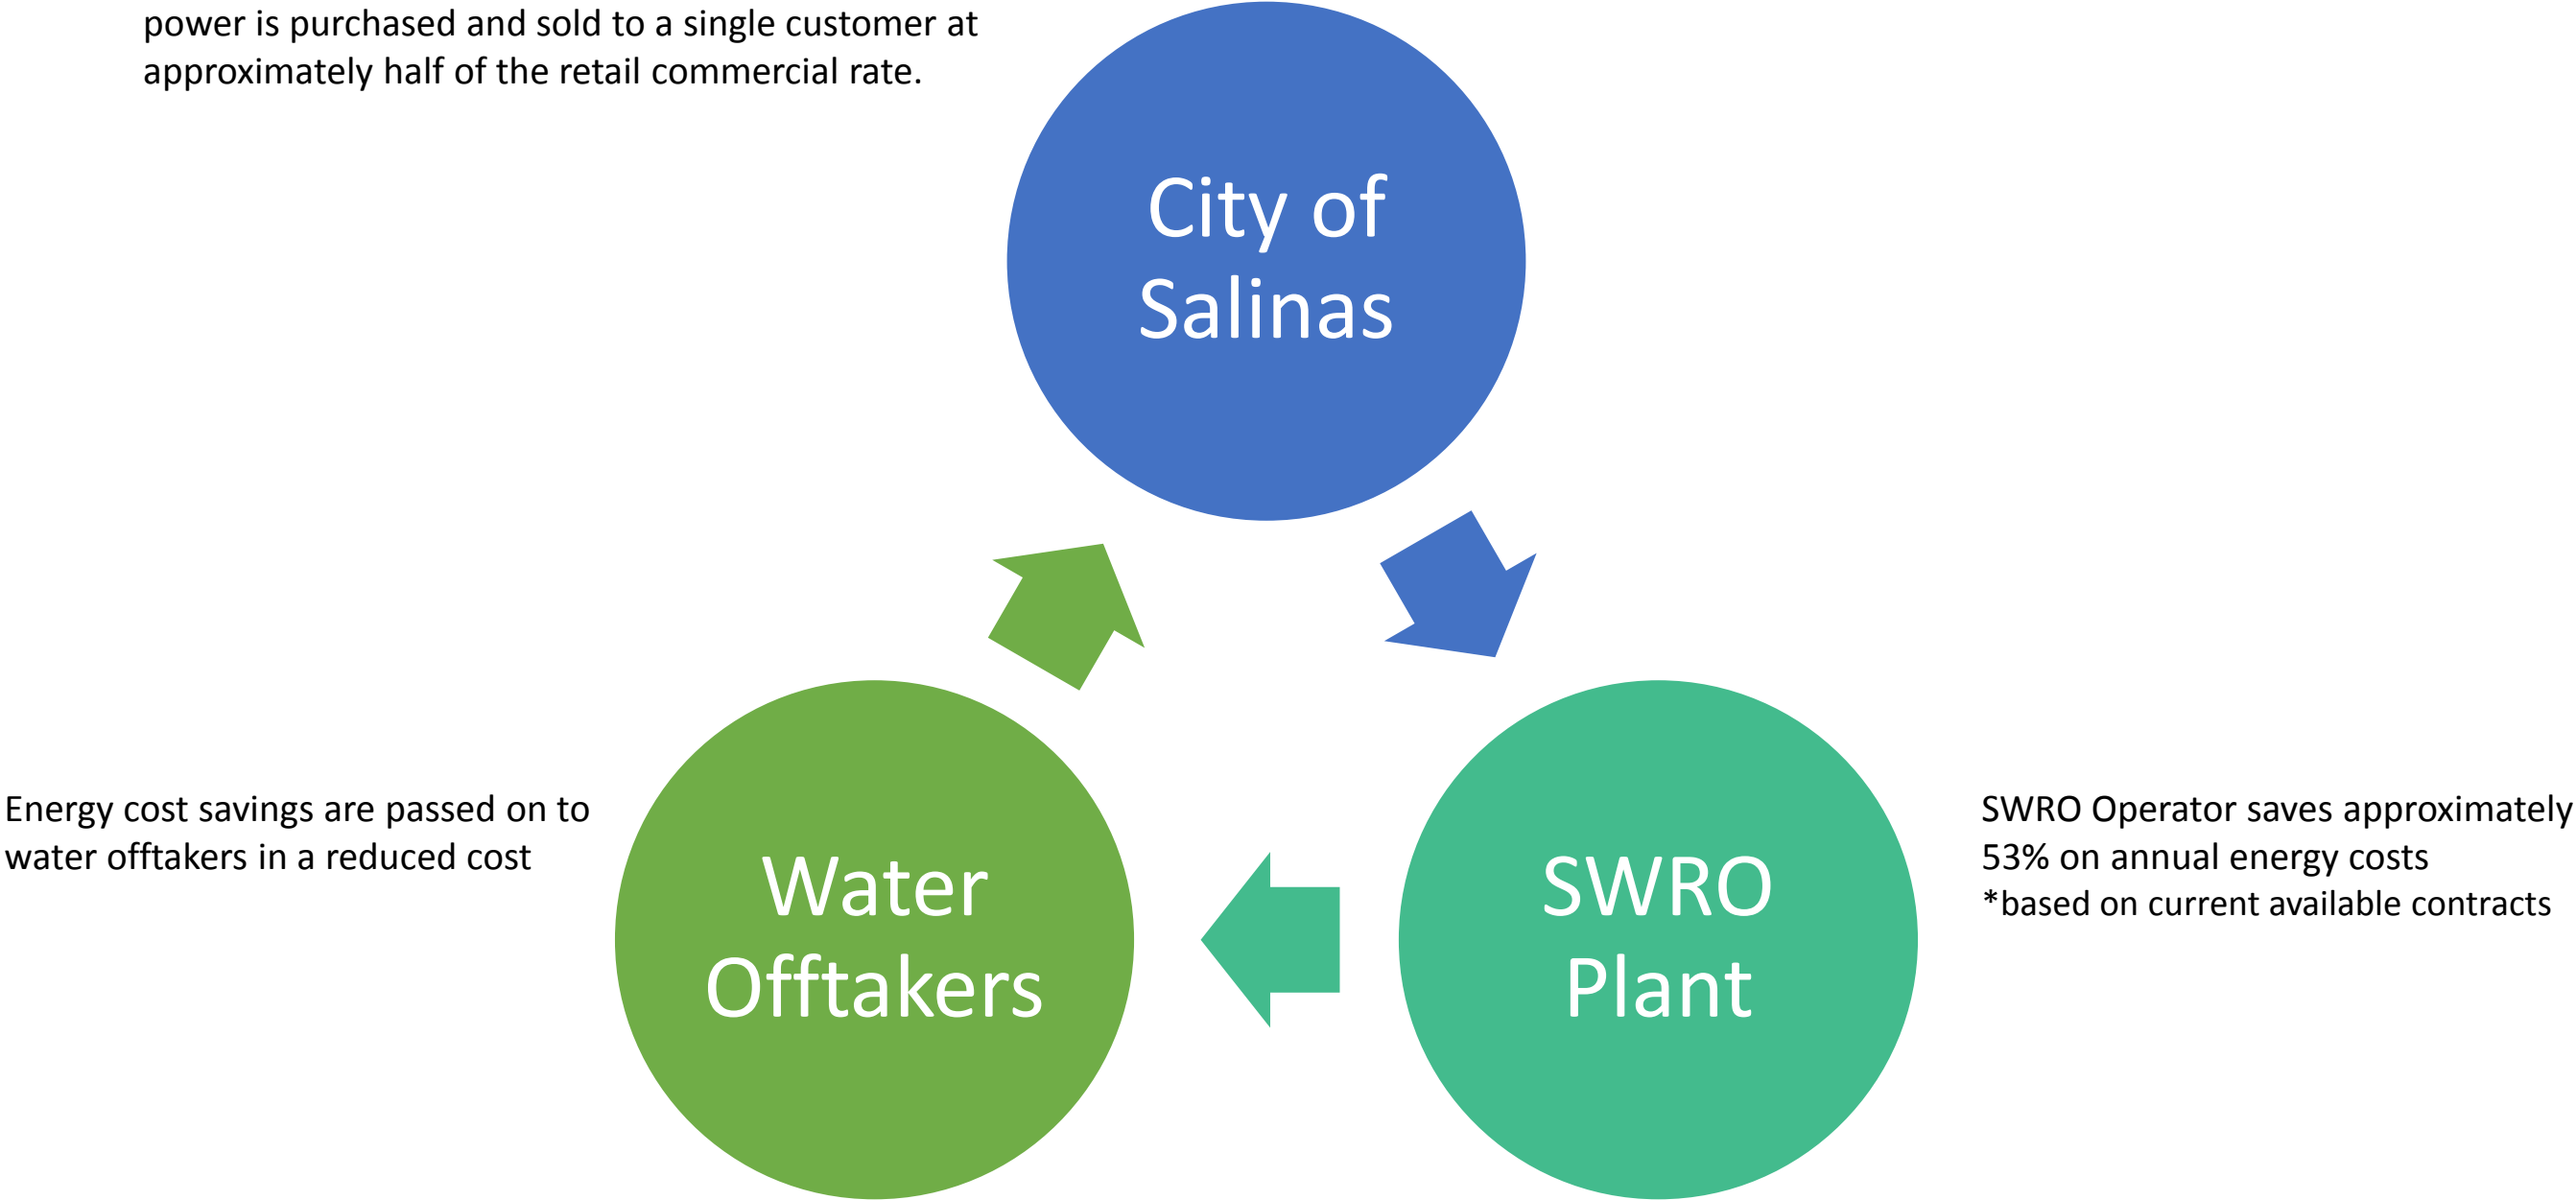 power is purchased and sold to a single customer at
approximately half of the retail commercial rate.
City of
Salinas
Energy cost savings are passed on to
water offtakers in a reduced cost
Water
Offtakers
SWRO
Plant
SWRO Operator saves approximately
53% on annual energy costs
*based on current available contracts